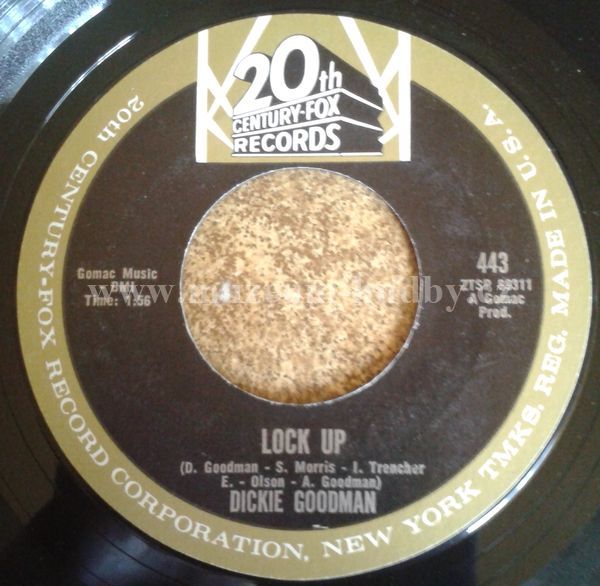 20th
CENTURY-FOX
RECORDS
20th CENTURY-FOX RECORD CORPORATION, NEW YORK TMKS. REG. MADE IN U.S.A.
Gomac Music
BMI
Time: 1:56
443
ZTSP 89311
A Gomac
Prod.
LOCK UP
(D. Goodman - S. Morris - I. Trencher
E. - Olson - A. Goodman)
DICKIE GOODMAN